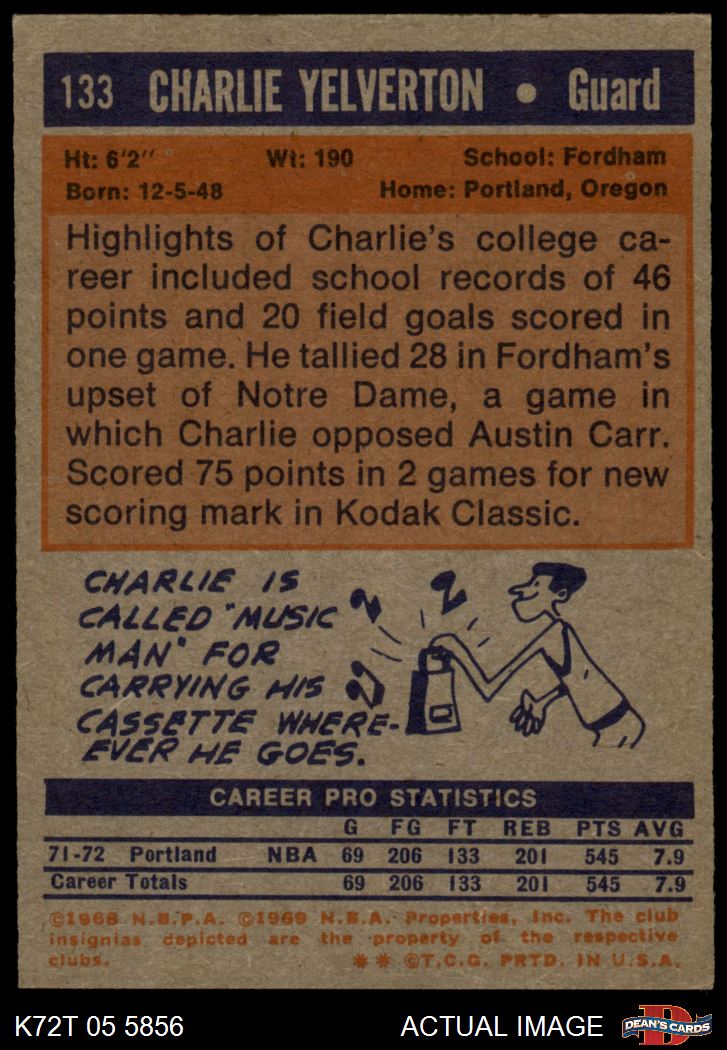 133 CHARLIE YELVERTON • Guard
Ht: 6'2'' Wt: 190 School: Fordham
Born: 12-5-48 Home: Portland, Oregon
Highlights of Charlie's college ca-
reer included school records of 46
points and 20 field goals scored in
one game. He tallied 28 in Fordham's
upset of Notre Dame, a game in
which Charlie opposed Austin Carr.
Scored 75 points in 2 games for new
scoring mark in Kodak Classic.
CHARLIE IS
CALLED "MUSIC
MAN" FOR
CARRYING HIS
CASSETTE WHERE-
EVER HE GOES.
CAREER PRO STATISTICS
G FG FT REB PTS AVG
71-72 Portland NBA 69 206 133 201 545 7.9
Career Totals 69 206 133 201 545 7.9
©1968 N.B.P.A. ©1969 N.B.A. Properties, Inc. The club
insignias depicted are the property of the respective
clubs. ** ©T.C.G. PRTD. IN U.S.A.
K72T 05 5856 ACTUAL IMAGE D DEAN'S CARDS